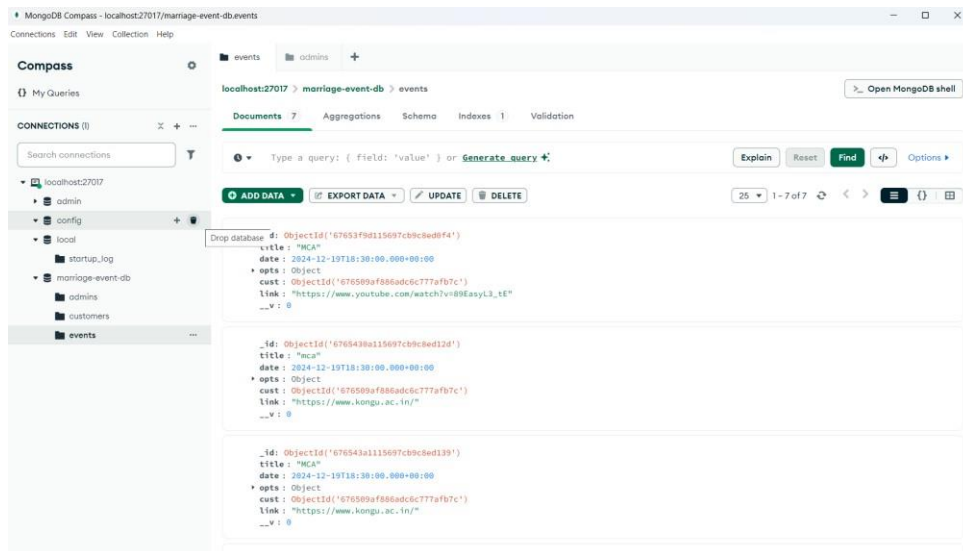 MongoDB Compass - localhost:27017/marriage-event-db.events
Connections Edit View Collection Help
Compass
{} My Queries
CONNECTIONS (1)
Search connections
localhost:27017
admin
config
local
startup_log
marriage-event-db
admins
customers
events
Drop database
events admins
localhost:27017 > marriage-event-db > events
>_ Open MongoDB shell
Documents 7 Aggregations Schema Indexes 1 Validation
Type a query: { field: 'value' } or Generate query
Explain Reset Find </> Options
ADD DATA EXPORT DATA UPDATE DELETE
25 1 - 7 of 7
d: ObjectId('67653f9d115697cb9c8ed0f4')
title : "MCA"
date : 2024-12-19T18:30:00.000+00:00
opts : Object
cust : ObjectId('676509af886adc6c777afb7c')
link : "https://www.youtube.com/watch?v=89EasyL3_tE"
__v : 0
_id: ObjectId('6765430a115697cb9c8ed12d')
title : "mca"
date : 2024-12-19T18:30:00.000+00:00
opts : Object
cust : ObjectId('676509af886adc6c777afb7c')
link : "https://www.kongu.ac.in/"
__v : 0
_id: ObjectId('676543a1115697cb9c8ed139')
title : "MCA"
date : 2024-12-19T18:30:00.000+00:00
opts : Object
cust : ObjectId('676509af886adc6c777afb7c')
link : "https://www.kongu.ac.in/"
__v : 0